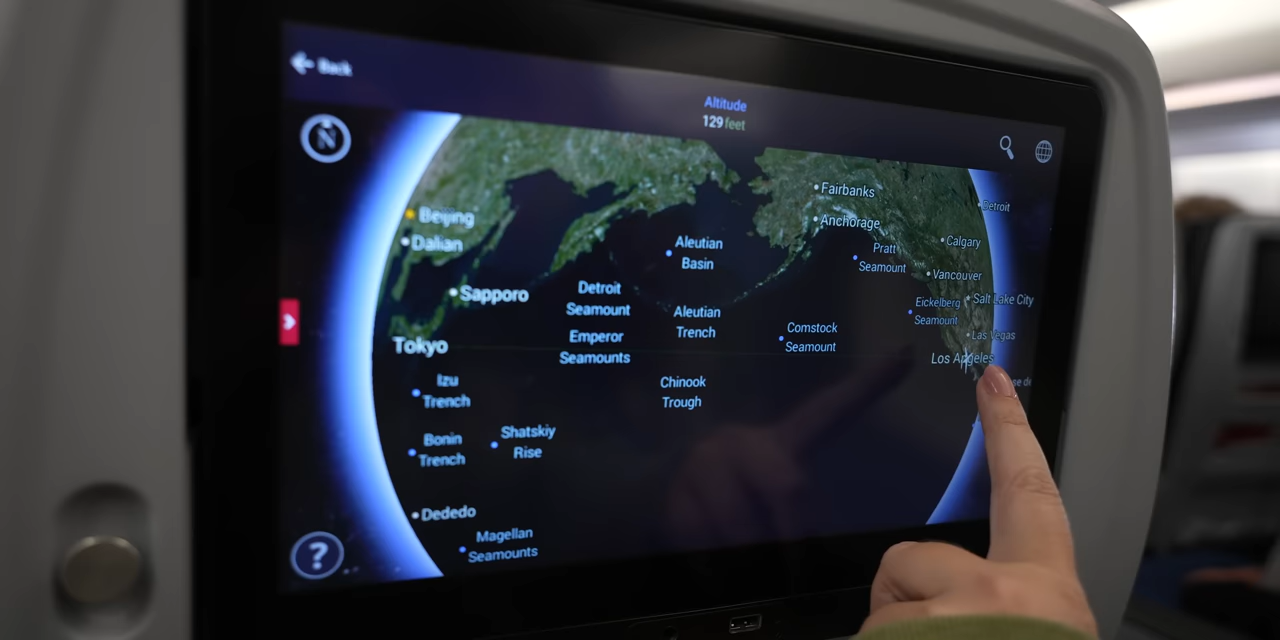 Back
Altitude
129 feet
N
Fairbanks
Detroit
Beijing
Anchorage
Dalian
Aleutian
Basin
Pratt
Seamount
Calgary
Vancouver
Sapporo
Detroit
Seamount
Aleutian
Trench
Eickelberg
Seamount
Salt Lake City
Emperor
Seamounts
Comstock
Seamount
Las Vegas
Tokyo
Los Angeles
Izu
Trench
Chinook
Trough
se de
Bonin
Trench
Shatskiy
Rise
Dededo
Magellan
Seamounts
?